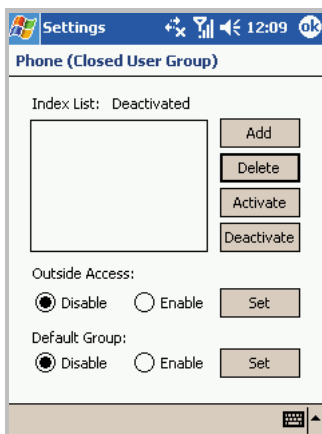 Settings 12:09 ok
Phone (Closed User Group)
Index List: Deactivated
Add
Delete
Activate
Deactivate
Outside Access:
Disable Enable Set
Default Group:
Disable Enable Set